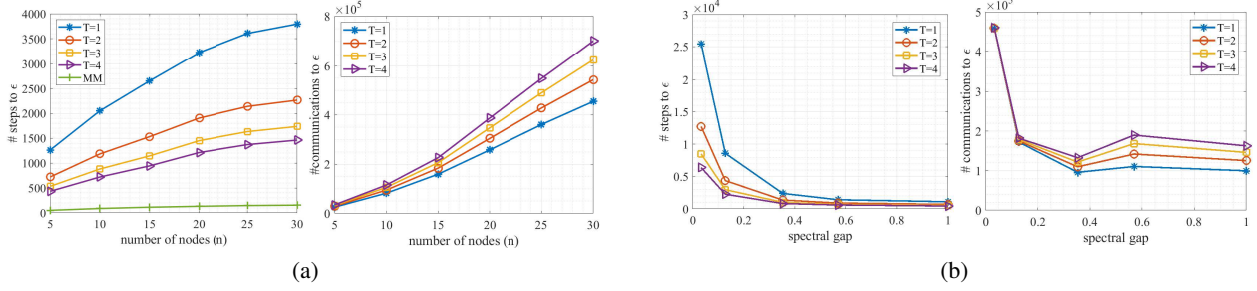 4000
3500
3000
2500
2000
1500
1000
500
0
# steps to ϵ
5 10 15 20 25 30
number of nodes (n)
T=1
T=2
T=3
T=4
MM
8 ×10⁵
6
4
2
0
#communications to ϵ
5 10 15 20 25 30
number of nodes (n)
T=1
T=2
T=3
T=4
(a)
3 ×10⁴
2.5
2
1.5
1
0.5
0
# steps to ϵ
0 0.2 0.4 0.6 0.8 1
spectral gap
T=1
T=2
T=3
T=4
5
4
3
2
1
0
# communications to ϵ
0 0.2 0.4 0.6 0.8 1
spectral gap
T=1
T=2
T=3
T=4
(b)